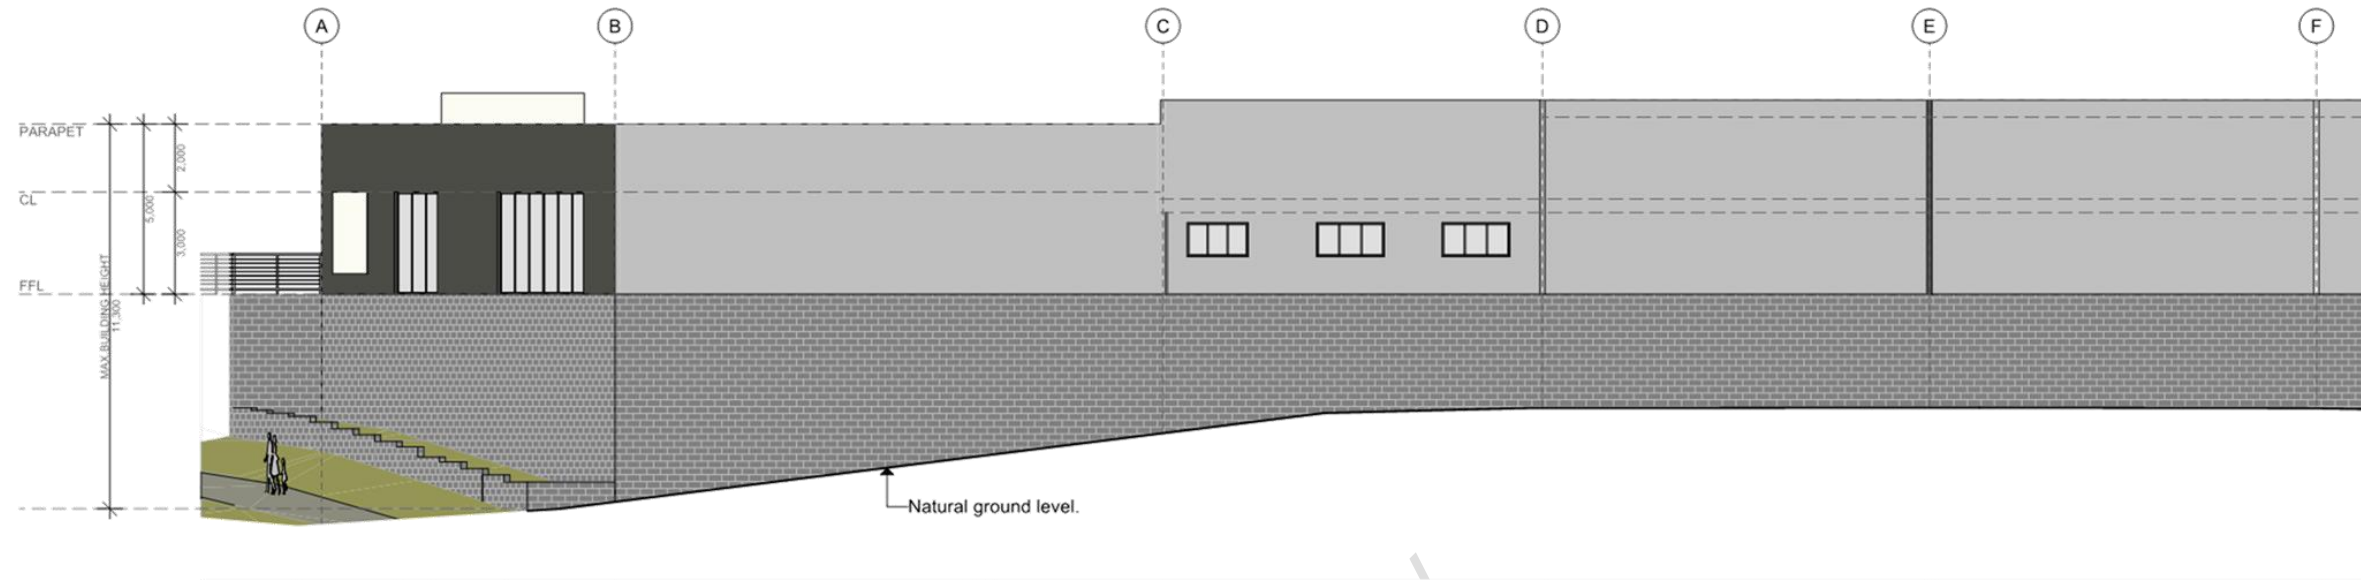 A
B
C
D
E
F
PARAPET
2,000
CL
5,000
3,000
FFL
MAX BUILDING HEIGHT
11,300
Natural ground level.